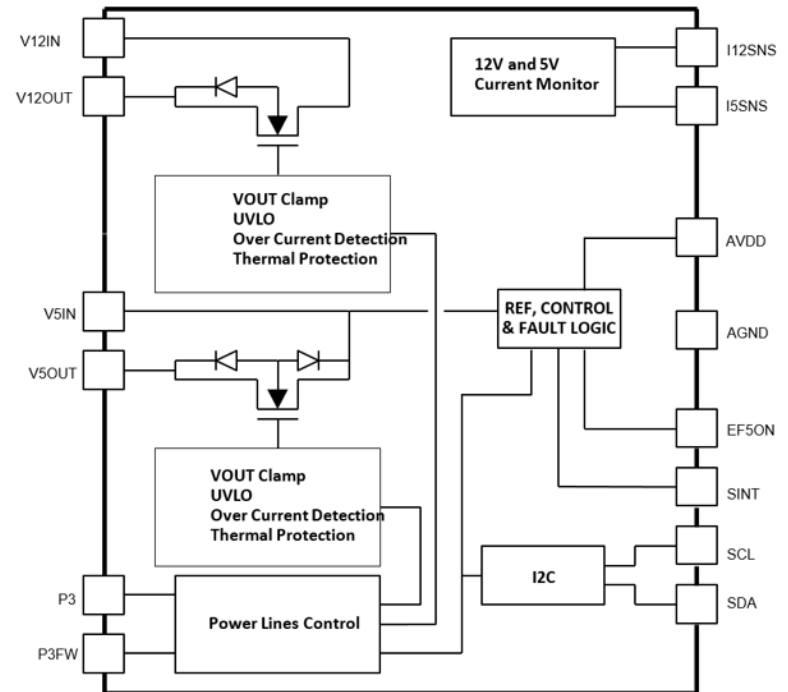 V12IN
V12OUT
12V and 5V
Current Monitor
I12SNS
I5SNS
VOUT Clamp
UVLO
Over Current Detection
Thermal Protection
AVDD
V5IN
REF, CONTROL
& FAULT LOGIC
AGND
V5OUT
EF5ON
VOUT Clamp
UVLO
Over Current Detection
Thermal Protection
SINT
SCL
I2C
SDA
P3
Power Lines Control
P3FW